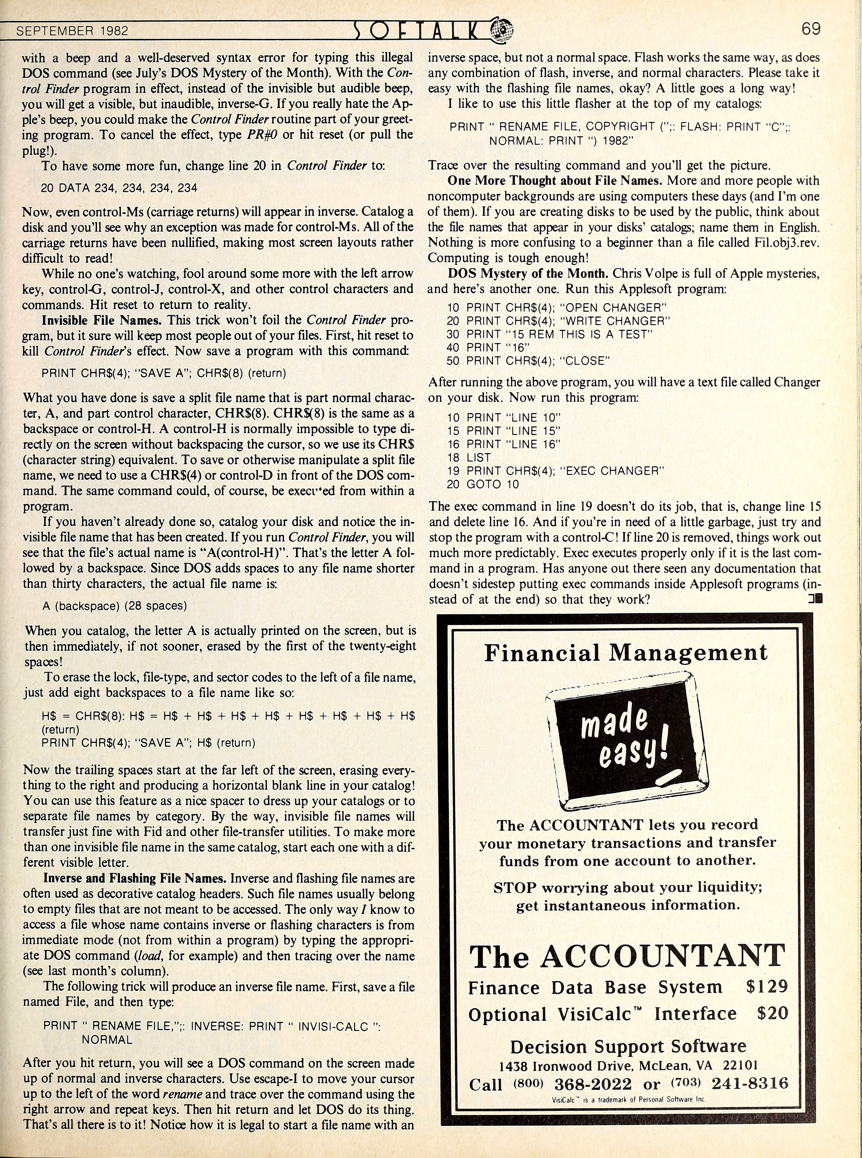 SEPTEMBER 1982
SOFTALK
69
with a beep and a well-deserved syntax error for typing this illegal
DOS command (see July's DOS Mystery of the Month). With the Con-
trol Finder program in effect, instead of the invisible but audible beep,
you will get a visible, but inaudible, inverse-G. If you really hate the Ap-
ple's beep, you could make the Control Finder routine part of your greet-
ing program. To cancel the effect, type PR#0 or hit reset (or pull the
plug!).
To have some more fun, change line 20 in Control Finder to:
20 DATA 234, 234, 234, 234
Now, even control-Ms (carriage returns) will appear in inverse. Catalog a
disk and you'll see why an exception was made for control-Ms. All of the
carriage returns have been nullified, making most screen layouts rather
difficult to read!
While no one's watching, fool around some more with the left arrow
key, control-G, control-J, control-X, and other control characters and
commands. Hit reset to return to reality.
Invisible File Names. This trick won't foil the Control Finder pro-
gram, but it sure will keep most people out of your files. First, hit reset to
kill Control Finder's effect. Now save a program with this command:
PRINT CHR$(4); "SAVE A"; CHR$(8) (return)
What you have done is save a split file name that is part normal charac-
ter, A, and part control character, CHR$(8). CHR$(8) is the same as a
backspace or control-H. A control-H is normally impossible to type di-
rectly on the screen without backspacing the cursor, so we use its CHR$
(character string) equivalent. To save or otherwise manipulate a split file
name, we need to use a CHR$(4) or control-D in front of the DOS com-
mand. The same command could, of course, be executed from within a
program.
If you haven't already done so, catalog your disk and notice the in-
visible file name that has been created. If you run Control Finder, you will
see that the file's actual name is "A(control-H)". That's the letter A fol-
lowed by a backspace. Since DOS adds spaces to any file name shorter
than thirty characters, the actual file name is:
A (backspace) (28 spaces)
When you catalog, the letter A is actually printed on the screen, but is
then immediately, if not sooner, erased by the first of the twenty-eight
spaces!
To erase the lock, file-type, and sector codes to the left of a file name,
just add eight backspaces to a file name like so:
H$ = CHR$(8): H$ = H$ + H$ + H$ + H$ + H$ + H$ + H$ + H$
(return)
PRINT CHR$(4); "SAVE A"; H$ (return)
Now the trailing spaces start at the far left of the screen, erasing every-
thing to the right and producing a horizontal blank line in your catalog!
You can use this feature as a nice spacer to dress up your catalogs or to
separate file names by category. By the way, invisible file names will
transfer just fine with Fid and other file-transfer utilities. To make more
than one invisible file name in the same catalog, start each one with a dif-
ferent visible letter.
Inverse and Flashing File Names. Inverse and flashing file names are
often used as decorative catalog headers. Such file names usually belong
to empty files that are not meant to be accessed. The only way I know to
access a file whose name contains inverse or flashing characters is from
immediate mode (not from within a program) by typing the appropri-
ate DOS command (load, for example) and then tracing over the name
(see last month's column).
The following trick will produce an inverse file name. First, save a file
named File, and then type:
PRINT " RENAME FILE,";: INVERSE: PRINT " INVISI-CALC ":
NORMAL
After you hit return, you will see a DOS command on the screen made
up of normal and inverse characters. Use escape-I to move your cursor
up to the left of the word rename and trace over the command using the
right arrow and repeat keys. Then hit return and let DOS do its thing.
That's all there is to it! Notice how it is legal to start a file name with an
inverse space, but not a normal space. Flash works the same way, as does
any combination of flash, inverse, and normal characters. Please take it
easy with the flashing file names, okay? A little goes a long way!
I like to use this little flasher at the top of my catalogs:
PRINT " RENAME FILE, COPYRIGHT (";: FLASH: PRINT "C";:
NORMAL: PRINT ") 1982"
Trace over the resulting command and you'll get the picture.
One More Thought about File Names. More and more people with
noncomputer backgrounds are using computers these days (and I'm one
of them). If you are creating disks to be used by the public, think about
the file names that appear in your disks' catalogs; name them in English.
Nothing is more confusing to a beginner than a file called Fil.obj3.rev.
Computing is tough enough!
DOS Mystery of the Month. Chris Volpe is full of Apple mysteries,
and here's another one. Run this Applesoft program:
10 PRINT CHR$(4); "OPEN CHANGER"
20 PRINT CHR$(4); "WRITE CHANGER"
30 PRINT "15 REM THIS IS A TEST"
40 PRINT "16"
50 PRINT CHR$(4); "CLOSE"
After running the above program, you will have a text file called Changer
on your disk. Now run this program:
10 PRINT "LINE 10"
15 PRINT "LINE 15"
16 PRINT "LINE 16"
18 LIST
19 PRINT CHR$(4); "EXEC CHANGER"
20 GOTO 10
The exec command in line 19 doesn't do its job, that is, change line 15
and delete line 16. And if you're in need of a little garbage, just try and
stop the program with a control-C! If line 20 is removed, things work out
much more predictably. Exec executes properly only if it is the last com-
mand in a program. Has anyone out there seen any documentation that
doesn't sidestep putting exec commands inside Applesoft programs (in-
stead of at the end) so that they work?
Financial Management
made
easy!
The ACCOUNTANT lets you record
your monetary transactions and transfer
funds from one account to another.
STOP worrying about your liquidity;
get instantaneous information.
The ACCOUNTANT
Finance Data Base System $129
Optional VisiCalc™ Interface $20
Decision Support Software
1438 Ironwood Drive, McLean, VA 22101
Call (800) 368-2022 or (703) 241-8316
VisiCalc™ is a trademark of Personal Software Inc.